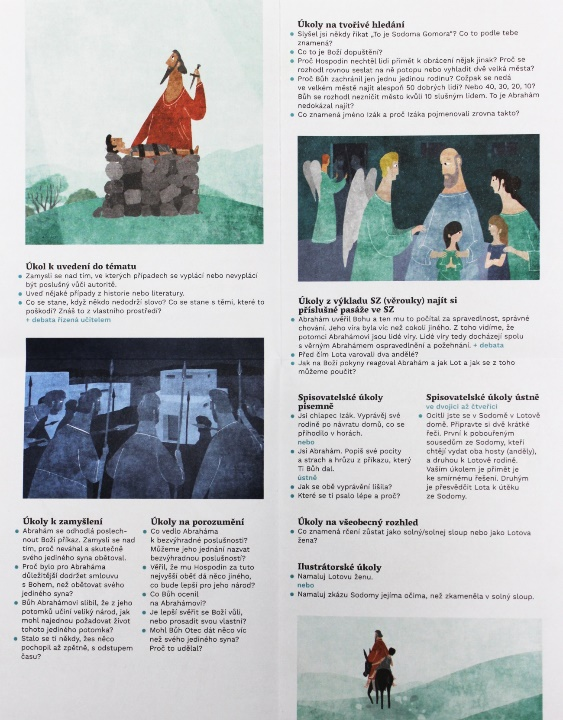 Úkol k uvedení do tématu
Zamysli se nad tím, ve kterých případech se vyplácí nebo nevyplácí
být poslušný vůči autoritě.
Uveď nějaké případy z historie nebo literatury.
Co se stane, když někdo nedodrží slovo? Co se stane s těmi, které to
poškodí? Znáš to z vlastního prostředí?
+ debata řízená učitelem
Úkoly k zamyšlení
Abrahám se odhodlá poslech-
nout Boží příkaz. Zamysli se nad
tím, proč neváhal a skutečně
svého jediného syna obětoval.
Proč bylo pro Abraháma
důležitější dodržet smlouvu
s Bohem, než obětovat svého
jediného syna?
Bůh Abrahámovi slíbil, že z jeho
potomků učiní veliký národ, jak
mohl najednou požadovat život
tohoto jediného potomka?
Stalo se ti někdy, žes něco
pochopil až zpětně, s odstupem
času?
Úkoly na porozumění
Co vedlo Abraháma
k bezvýhradné poslušnosti?
Můžeme jeho jednání nazvat
bezvýhradnou poslušností?
Věřil, že mu Hospodin za tuto
nejvyšší oběť dá něco jiného,
co bude lepší pro jeho národ?
Co Bůh ocenil
na Abrahámovi?
Je lepší svěřit se Boží vůli,
nebo prosadit svou vlastní?
Mohl Bůh Otec dát něco víc
než svého jediného syna?
Proč to udělal?
Úkoly na tvořivé hledání
Slyšel jsi někdy říkat „To je Sodoma Gomora“? Co to podle tebe
znamená?
Co to je Boží dopuštění?
Proč Hospodin nechtěl lidi přimět k obrácení nějak jinak? Proč se
rozhodl rovnou seslat na ně potopu nebo vyhladit dvě velká města?
Proč Bůh zachránil jen jednu jedinou rodinu? Cožpak se nedá
ve velkém městě najít alespoň 50 dobrých lidí? Nebo 40, 30, 20, 10?
Bůh se rozhodl nezničit město kvůli 10 slušným lidem. To je Abrahám
nedokázal najít?
Co znamená jméno Izák a proč Izáka pojmenovali zrovna takto?
Úkoly z výkladu SZ (věrouky) najít si
příslušné pasáže ve SZ
Abrahám uvěřil Bohu a ten mu to počítal za spravedlnost, správné
chování. Jeho víra byla víc než cokoli jiného. Z toho vidíme, že
potomci Abrahámovi jsou lidé víry. Lidé víry tedy docházejí spolu
s věrným Abrahámem ospravedlnění a požehnání. + debata
Před čím Lota varovali dva andělé?
Jak na Boží pokyny reagoval Abrahám a jak Lot a jak se z toho
můžeme poučit?
Spisovatelské úkoly
písemně
Jsi chlapec Izák. Vyprávěj své
rodině po návratu domů, co se
přihodilo v horách.
nebo
Jsi Abrahám. Popiš své pocity
a strach a hrůzu z příkazu, který
Ti Bůh dal.
ústně
Jak se obě vyprávění lišila?
Které se ti psalo lépe a proč?
Spisovatelské úkoly ústně
ve dvojici až čtveřici
Ocitli jste se v Sodomě v Lotově
domě. Připravte si dvě krátké
řeči. První k pobouřeným
sousedům ze Sodomy, kteří
chtějí vydat oba hosty (anděly),
a druhou k Lotově rodině.
Vaším úkolem je přimět je
ke smírnému řešení. Druhým
je přesvědčit Lota k útěku
ze Sodomy.
Úkoly na všeobecný rozhled
Co znamená rčení zůstat jako solný/solný sloup nebo jako Lotova
žena?
Ilustrátorské úkoly
Namaluj Lotovu ženu.
nebo
Namaluj zkázu Sodomy jejíma očima, než zkameněla v solný sloup.